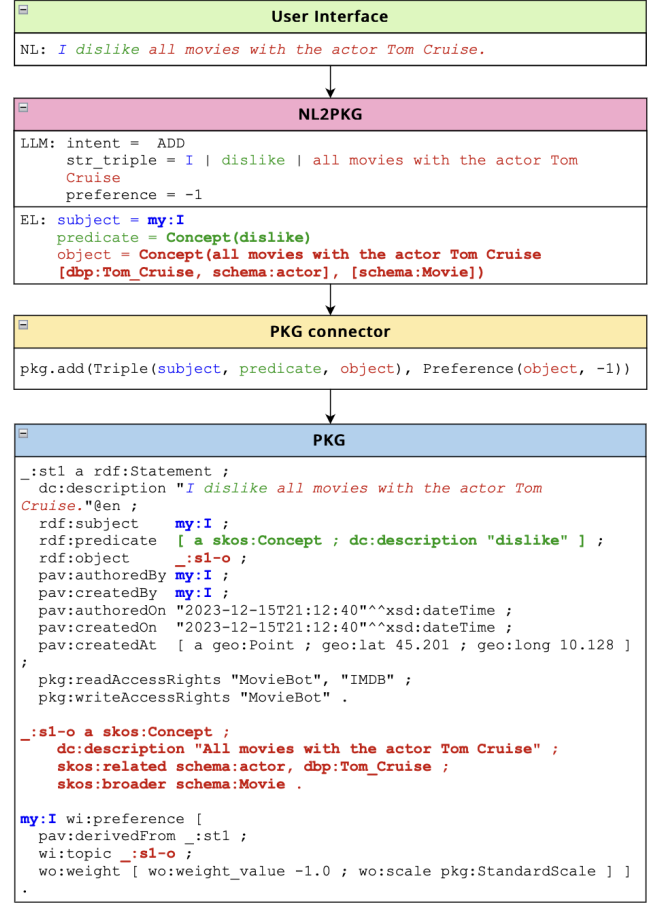 User Interface
NL: I dislike all movies with the actor Tom Cruise.
NL2PKG
LLM: intent = ADD
str_triple = I | dislike | all movies with the actor Tom
Cruise
preference = -1
EL: subject = my:I
predicate = Concept(dislike)
object = Concept(all movies with the actor Tom Cruise
[dbp:Tom_Cruise, schema:actor], [schema:Movie])
PKG connector
pkg.add(Triple(subject, predicate, object), Preference(object, -1))
PKG
_:st1 a rdf:Statement ;
dc:description "I dislike all movies with the actor Tom
Cruise."@en ;
rdf:subject my:I ;
rdf:predicate [ a skos:Concept ; dc:description "dislike" ] ;
rdf:object _:s1-o ;
pav:authoredBy my:I ;
pav:createdBy my:I ;
pav:authoredOn "2023-12-15T21:12:40"^^xsd:dateTime ;
pav:createdOn "2023-12-15T21:12:40"^^xsd:dateTime ;
pav:createdAt [ a geo:Point ; geo:lat 45.201 ; geo:long 10.128 ]
;
pkg:readAccessRights "MovieBot", "IMDB" ;
pkg:writeAccessRights "MovieBot" .
_:s1-o a skos:Concept ;
dc:description "All movies with the actor Tom Cruise" ;
skos:related schema:actor, dbp:Tom_Cruise ;
skos:broader schema:Movie .
my:I wi:preference [
pav:derivedFrom _:st1 ;
wi:topic _:s1-o ;
wo:weight [ wo:weight_value -1.0 ; wo:scale pkg:StandardScale ] ]
.